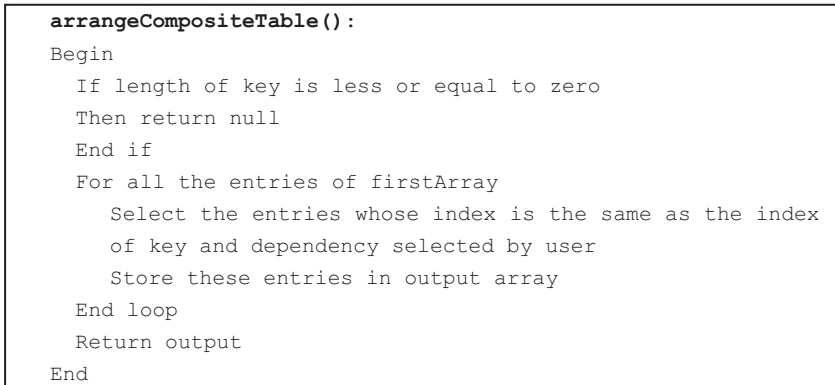 arrangeCompositeTable():
Begin
If length of key is less or equal to zero
Then return null
End if
For all the entries of firstArray
Select the entries whose index is the same as the index
of key and dependency selected by user
Store these entries in output array
End loop
Return output
End